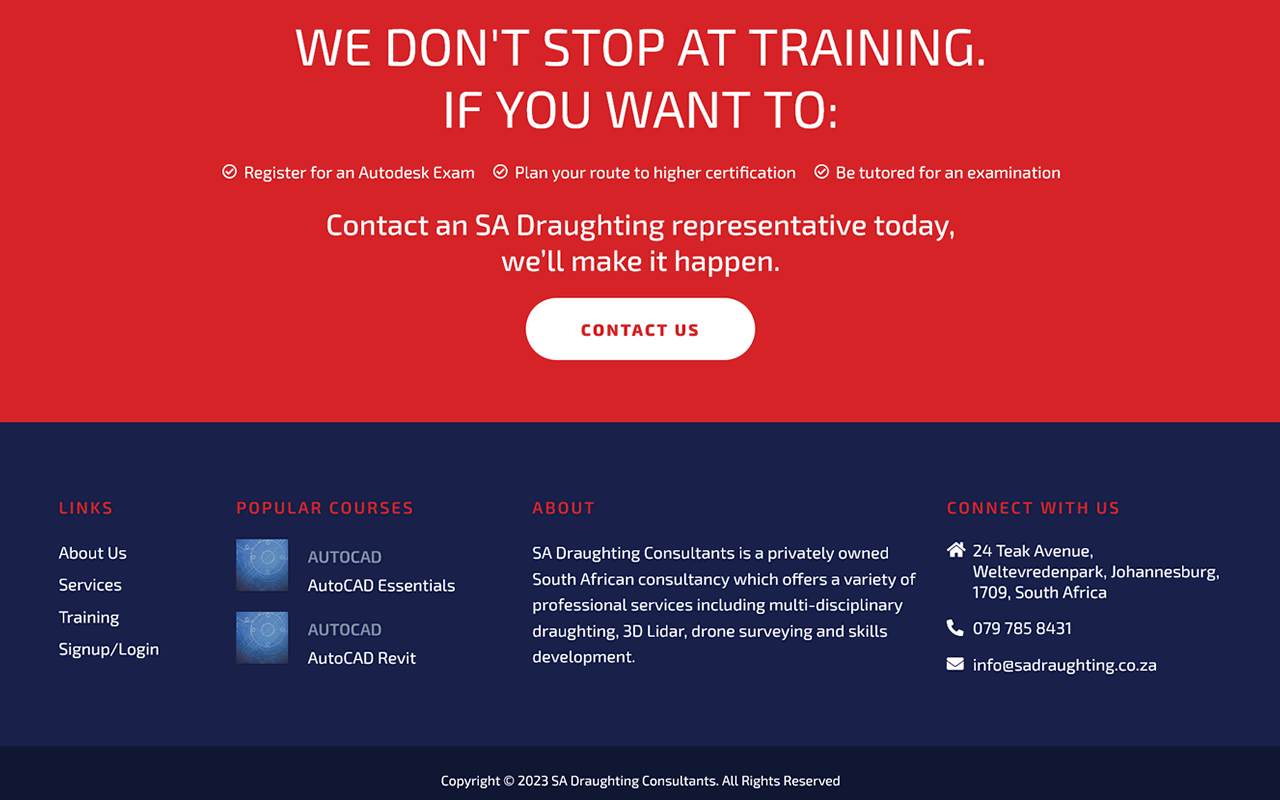 WE DON'T STOP AT TRAINING.
IF YOU WANT TO:
Register for an Autodesk Exam
Plan your route to higher certification
Be tutored for an examination
Contact an SA Draughting representative today,
we’ll make it happen.
CONTACT US
LINKS
About Us
Services
Training
Signup/Login
POPULAR COURSES
AUTOCAD
AutoCAD Essentials
AUTOCAD
AutoCAD Revit
ABOUT
SA Draughting Consultants is a privately owned
South African consultancy which offers a variety of
professional services including multi-disciplinary
draughting, 3D Lidar, drone surveying and skills
development.
CONNECT WITH US
24 Teak Avenue,
Weltevredenpark, Johannesburg,
1709, South Africa
079 785 8431
info@sadraughting.co.za
Copyright © 2023 SA Draughting Consultants. All Rights Reserved